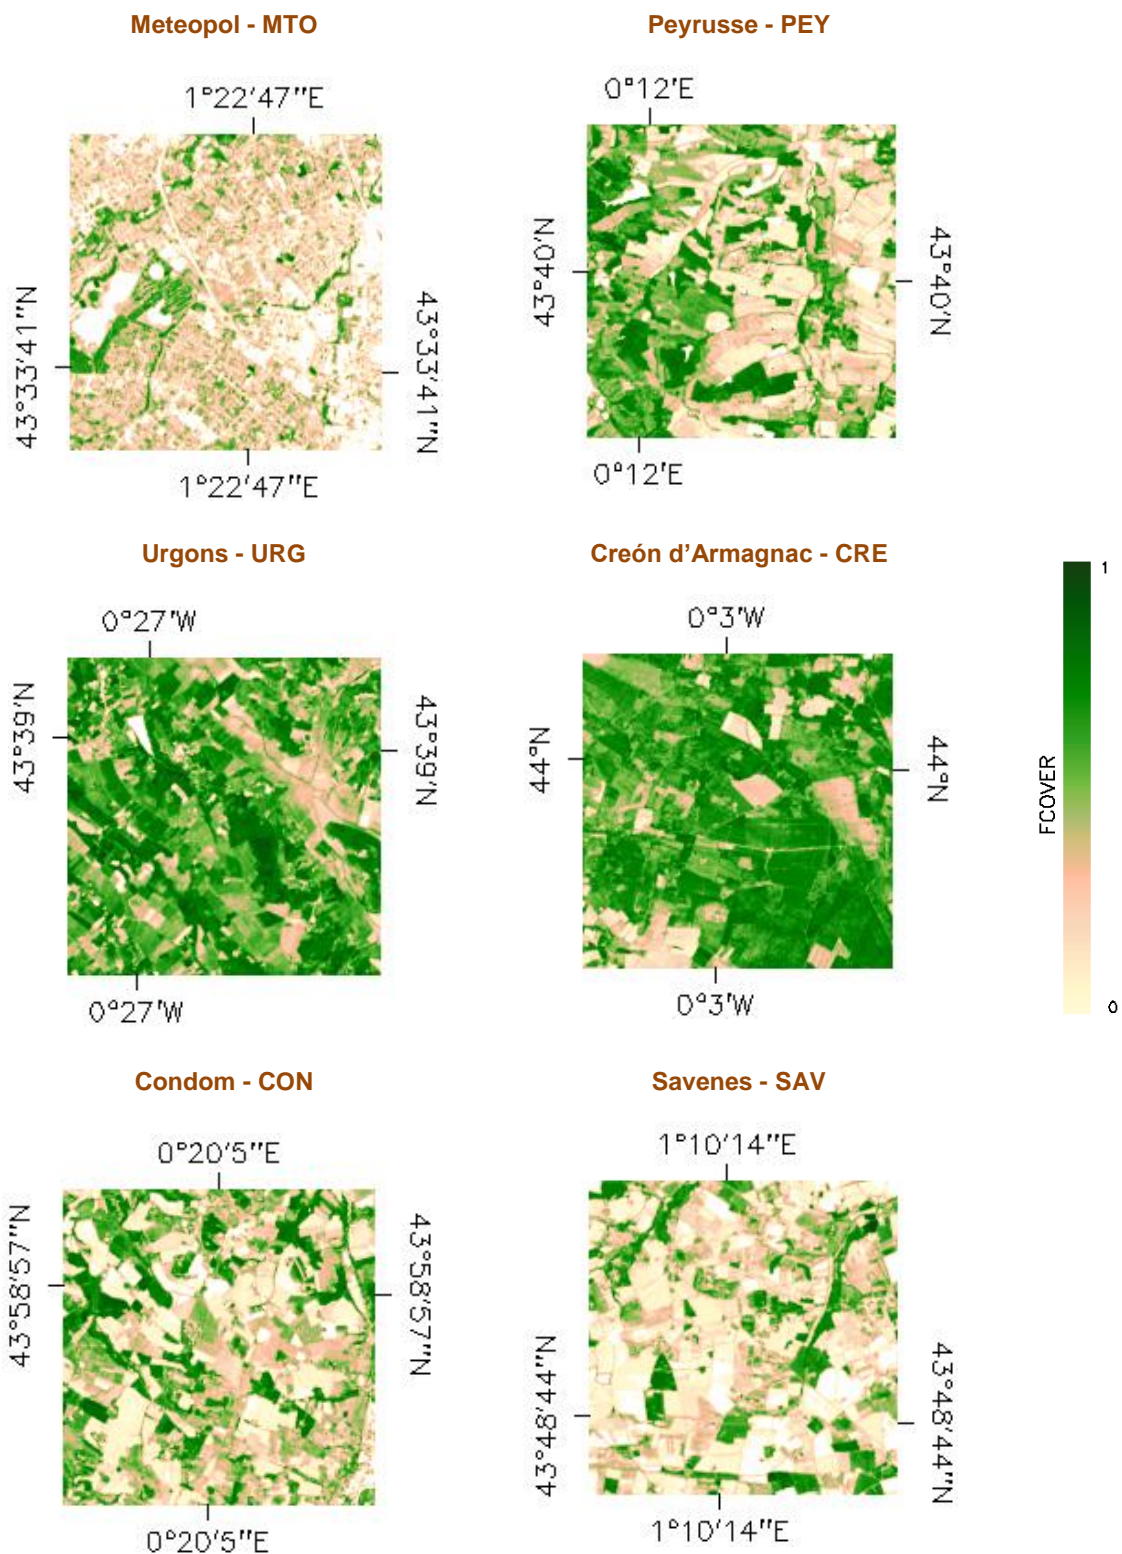 Meteopol - MTO
Peyrusse - PEY
1°22'47"E
0°12'E
43°33'41"N
43°33'41"N
43°40'N
43°40'N
1°22'47"E
0°12'E
Urgons - URG
Creón d’Armagnac - CRE
0°27'W
0°3'W
43°39'N
43°39'N
44°N
44°N
0°27'W
0°3'W
1
FCOVER
0
Condom - CON
Savenes - SAV
0°20'5"E
1°10'14"E
43°58'57"N
43°58'57"N
43°48'44"N
43°48'44"N
0°20'5"E
1°10'14"E